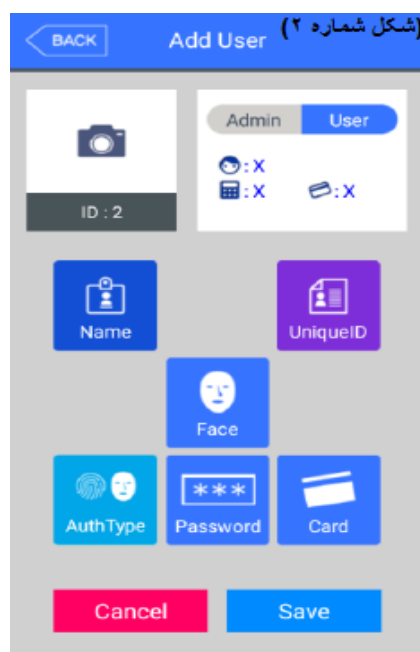 (شکل شماره ۲)
BACK Add User
Admin User
:X
ID : 2
:X :X
Name UniqueID
Face
***
AuthType Password Card
Cancel Save